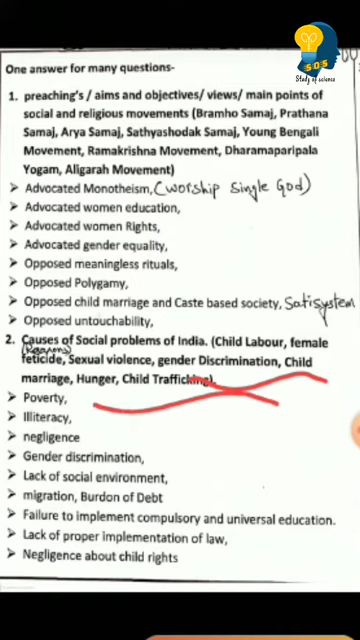 S.O.S
Study of science
One answer for many questions-
1. preaching's / aims and objectives/ views/ main points of
social and religious movements (Bramho Samaj, Prathana
Samaj, Arya Samaj, Sathyashodak Samaj, Young Bengali
Movement, Ramakrishna Movement, Dharamaparipala
Yogam, Aligarah Movement)
➢ Advocated Monotheism, (worship Single God)
➢ Advocated women education,
➢ Advocated women Rights,
➢ Advocated gender equality,
➢ Opposed meaningless rituals,
➢ Opposed Polygamy,
➢ Opposed child marriage and Caste based society, Satisystem
➢ Opposed untouchability,
2. Causes of Social problems of India. (Child Labour, female
(Reasons)
feticide, Sexual violence, gender Discrimination, Child
marriage, Hunger, Child Trafficking).
➢ Poverty,
➢ Illiteracy,
➢ negligence
➢ Gender discrimination,
➢ Lack of social environment,
➢ migration, Burdon of Debt
➢ Failure to implement compulsory and universal education.
➢ Lack of proper implementation of law,
➢ Negligence about child rights